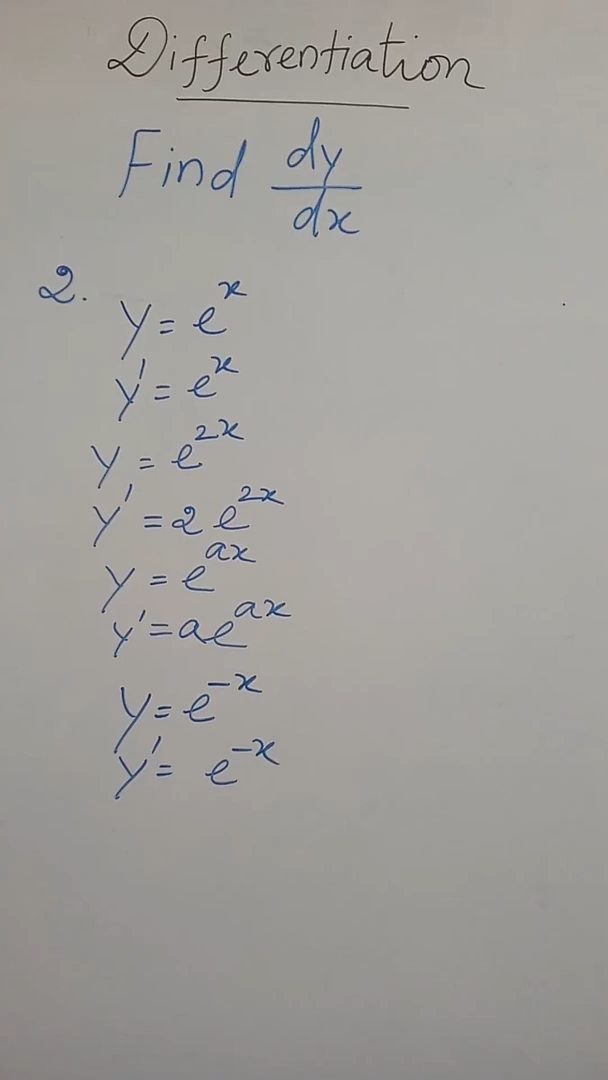 Differentiation
Find dy/dx
2.
y = e^x
y' = e^x
y = e^{2x}
y' = 2e^{2x}
y = e^{ax}
y' = ae^{ax}
y = e^{-x}
y' = e^{-x}